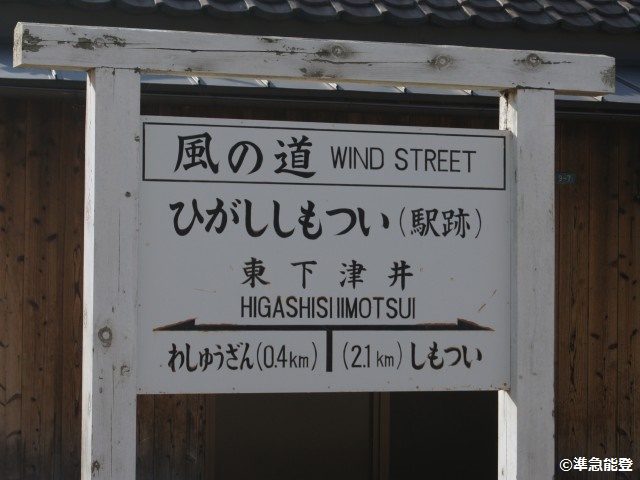 風の道 WIND STREET
ひがししもつい(駅跡)
東下津井
HIGASHISIIIMOTSUI
わしゅうざん(0.4km) (2.1km)しもつい
©準急能登